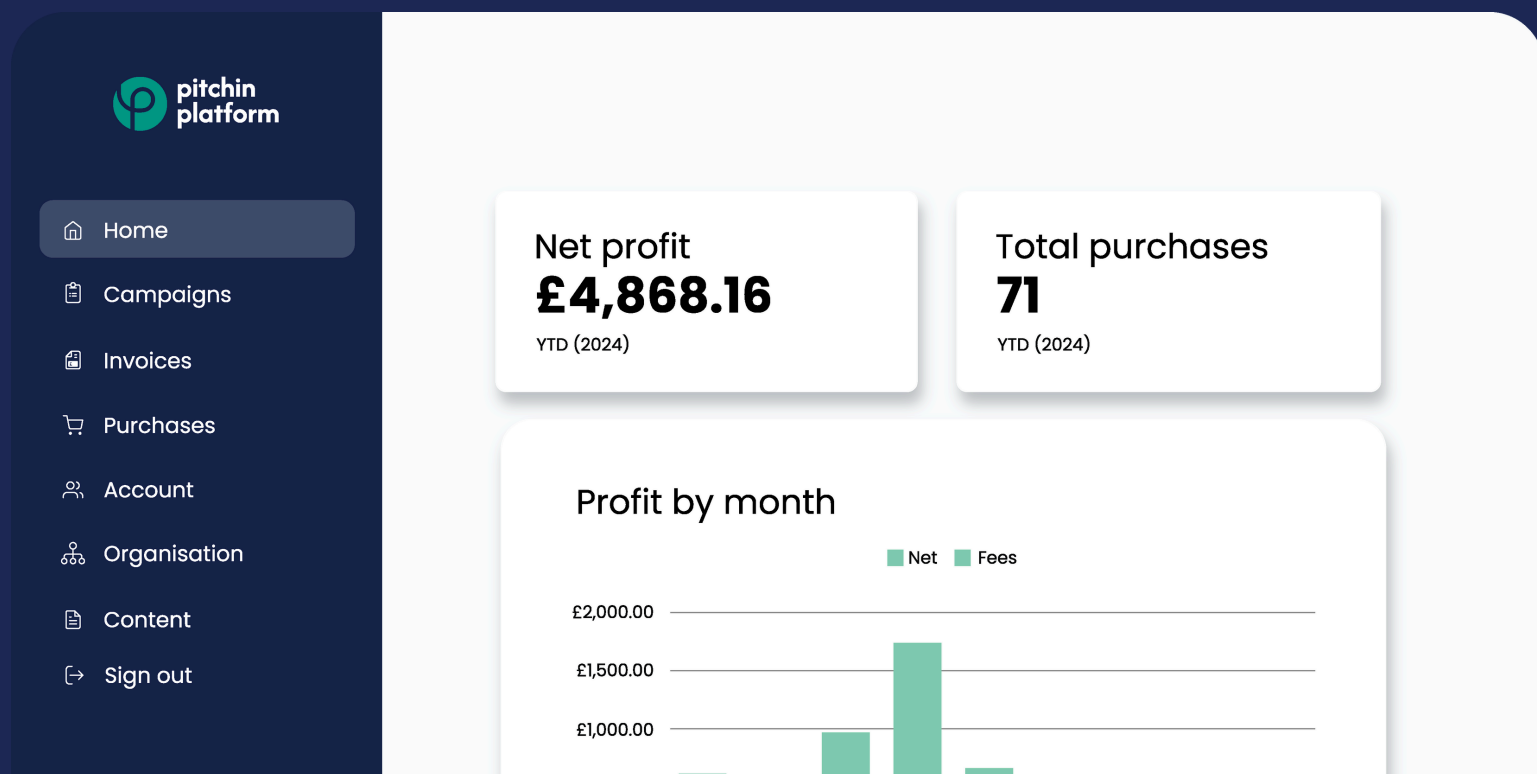 pitchin
platform
Home
Campaigns
Invoices
Purchases
Account
Organisation
Content
Sign out
Net profit
£4,868.16
YTD (2024)
Total purchases
71
YTD (2024)
Profit by month
Net Fees
£2,000.00
£1,500.00
£1,000.00